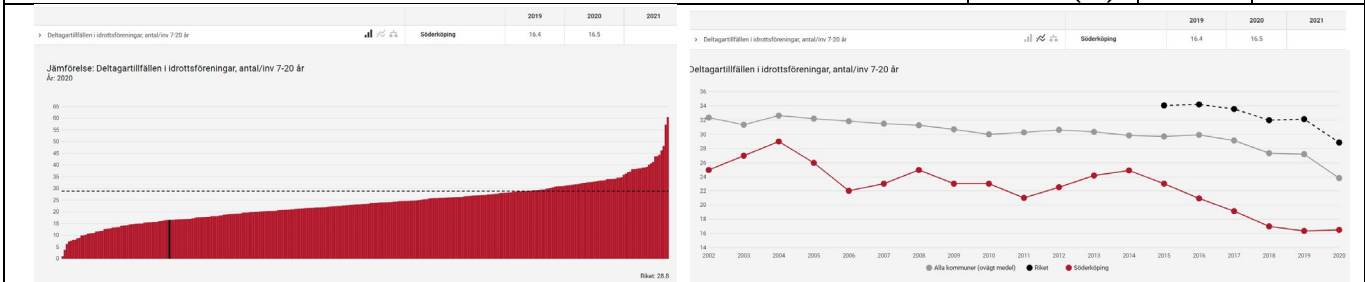 2019 2020 2021
› Deltagartillfällen i idrottsföreningar, antal/inv 7-20 år Söderköping 16.4 16.5
Jämförelse: Deltagartillfällen i idrottsföreningar, antal/inv 7-20 år
År: 2020
65
60
55
50
45
40
35
30
25
20
15
10
5
0
Riket: 28.8
2019 2020 2021
› Deltagartillfällen i idrottsföreningar, antal/inv 7-20 år Söderköping 16.4 16.5
Deltagartillfällen i idrottsföreningar, antal/inv 7-20 år
36
34
32
30
28
26
24
22
20
18
16
14
2002 2003 2004 2005 2006 2007 2008 2009 2010 2011 2012 2013 2014 2015 2016 2017 2018 2019 2020
Alla kommuner (ovägt medel) Riket Söderköping